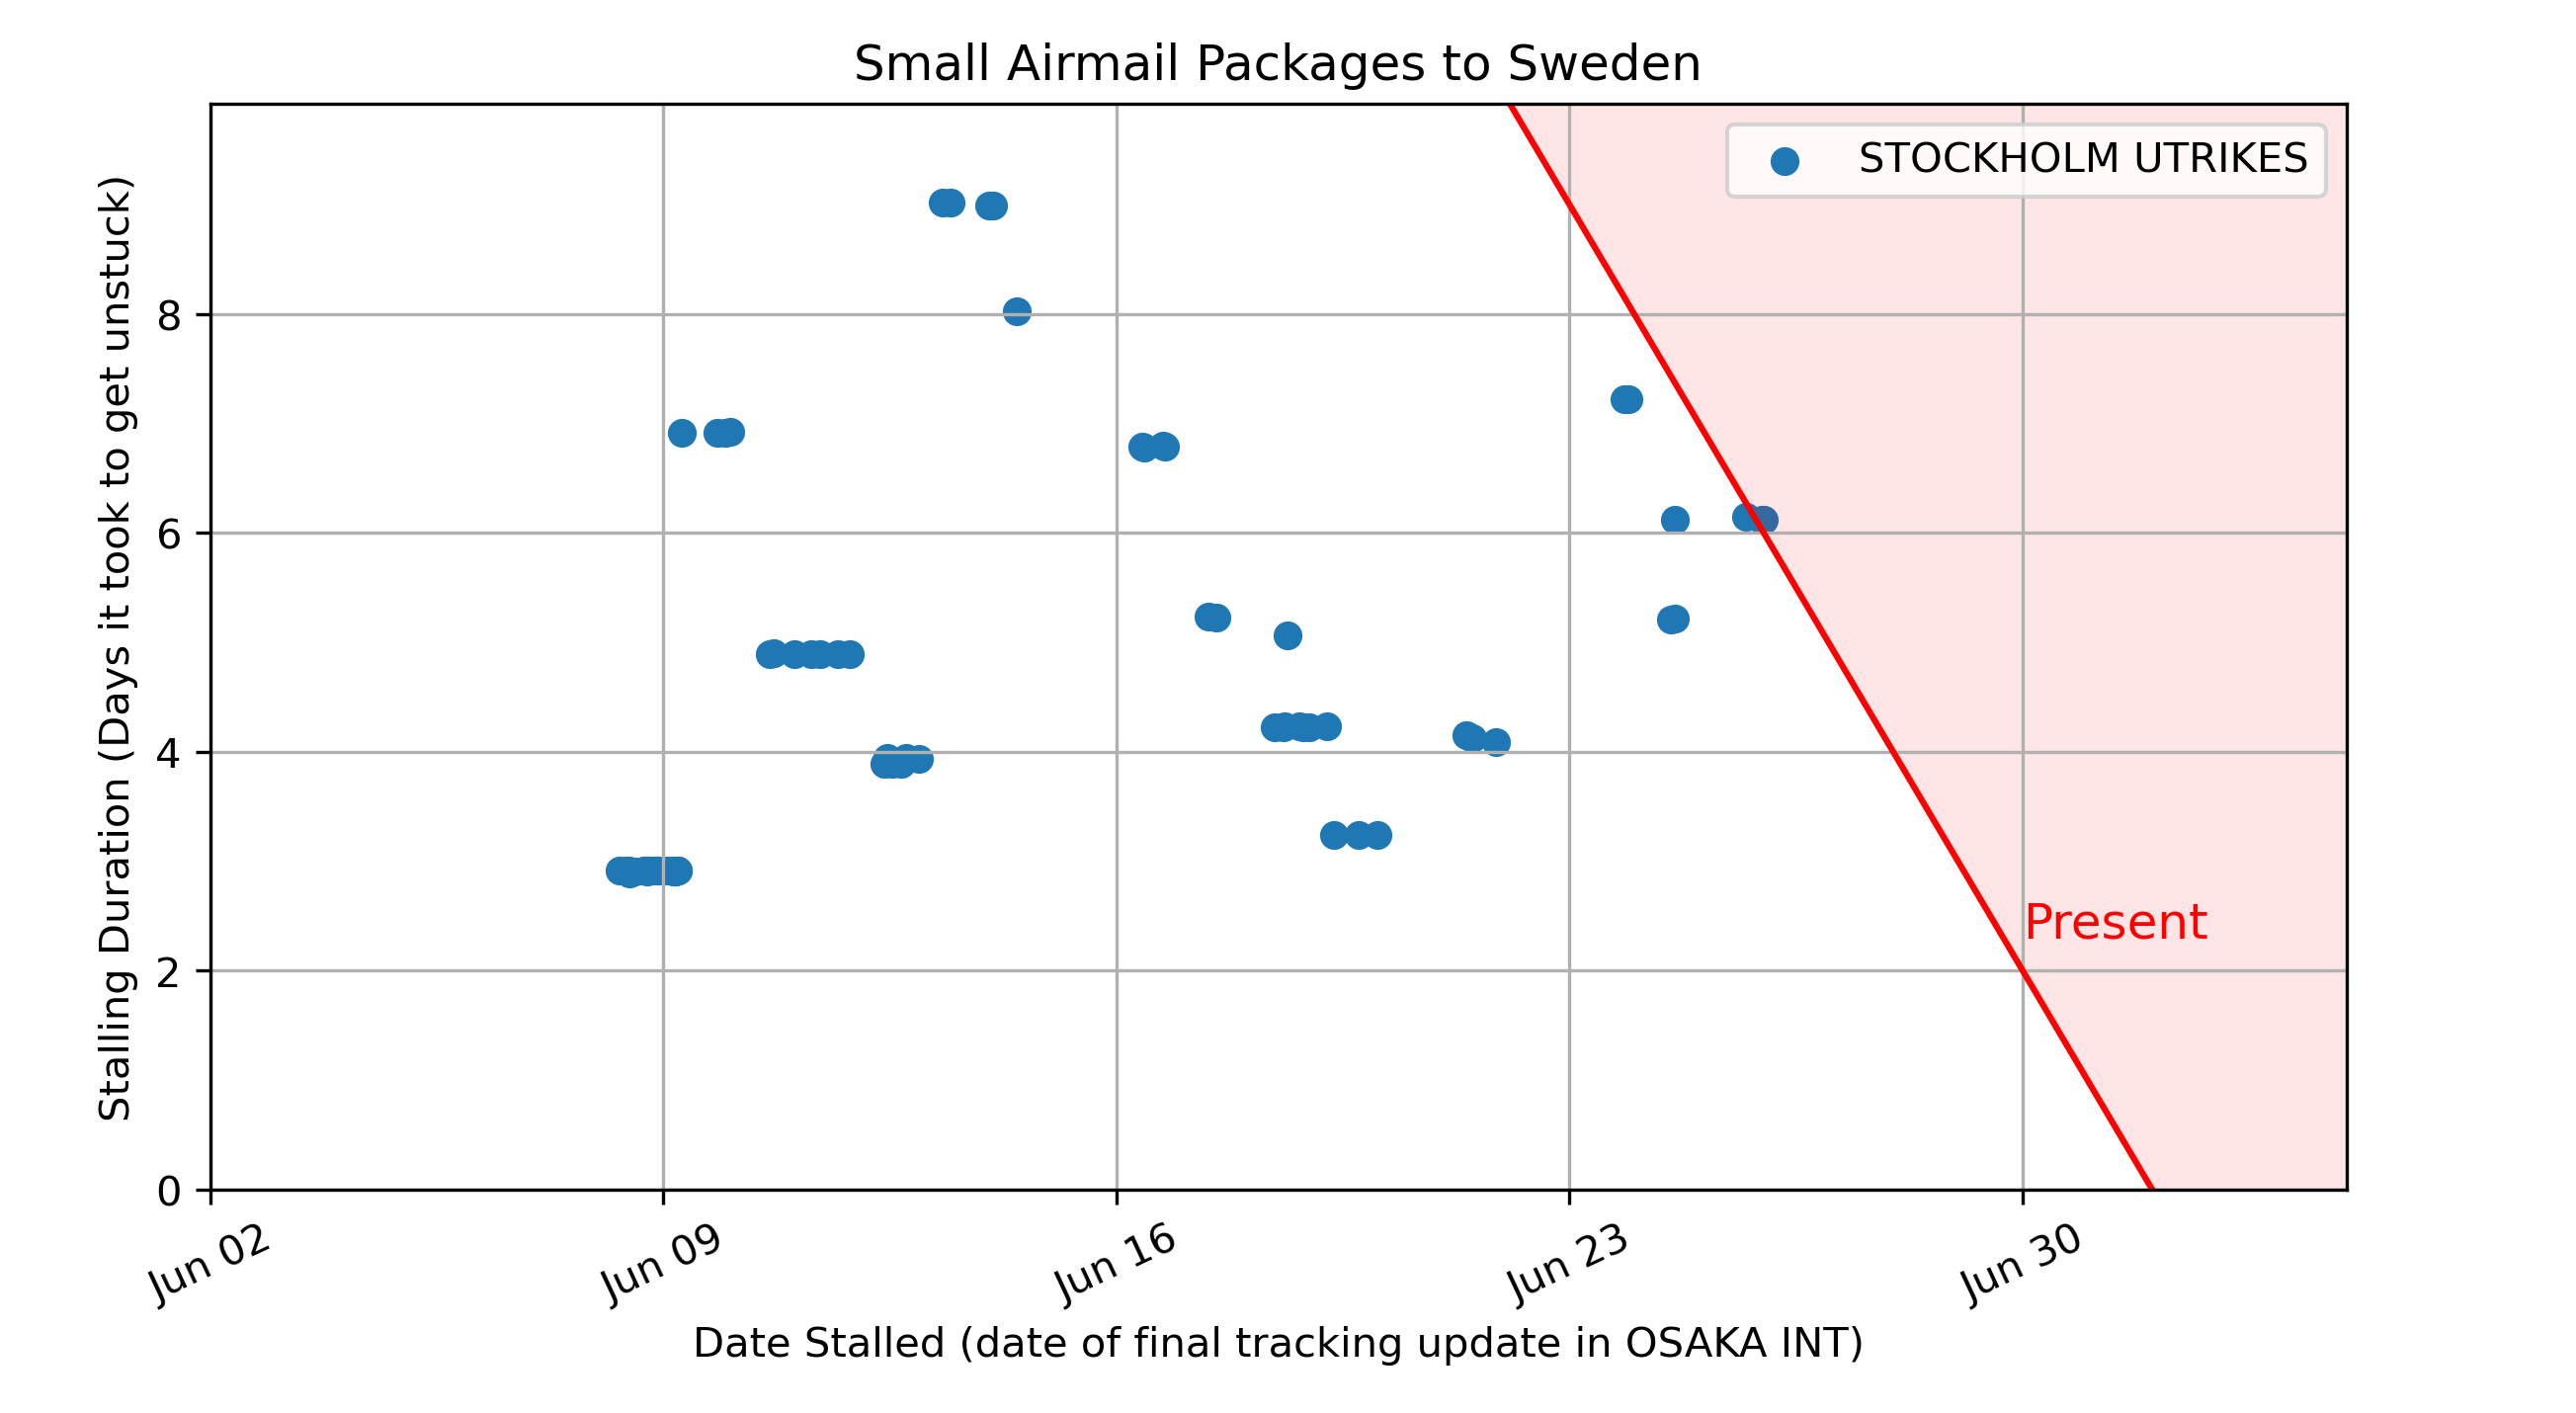 Small Airmail Packages to Sweden
STOCKHOLM UTRIKES
Stalling Duration (Days it took to get unstuck)
8
6
4
2
0
Present
Jun 02
Jun 09
Jun 16
Jun 23
Jun 30
Date Stalled (date of final tracking update in OSAKA INT)